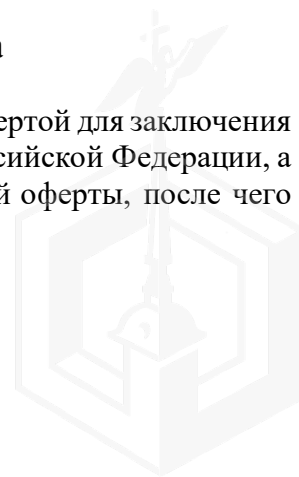 а
ертой для заключения
сийской Федерации, а
й оферты, после чего